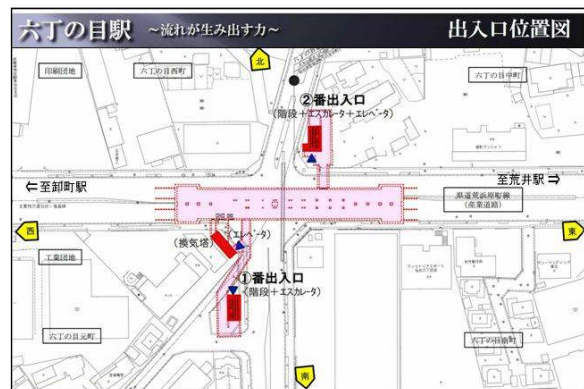 六丁の目駅 ～流れが生み出す力～
出入口位置図
印刷団地
六丁の目西町
北
六丁の目中町
②番出入口
（階段＋エスカレータ＋エレベータ）
←至卸町駅
至荒井駅→
県道荒浜原町線
（産業道路）
西
東
（換気塔）
（エレベータ）
工業団地
①番出入口
（階段＋エスカレータ）
六丁の目元町
六丁の目南町
南